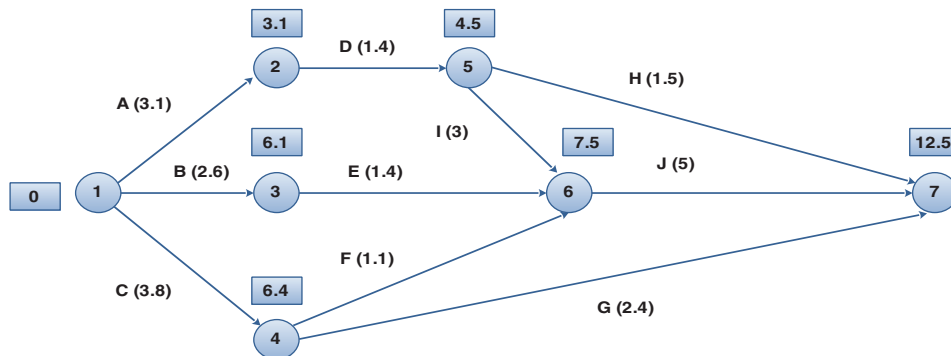 3.1
4.5
D (1.4)
2
5
H (1.5)
A (3.1)
I (3)
6.1
7.5
12.5
B (2.6)
E (1.4)
J (5)
0
1
3
6
7
F (1.1)
C (3.8)
6.4
G (2.4)
4